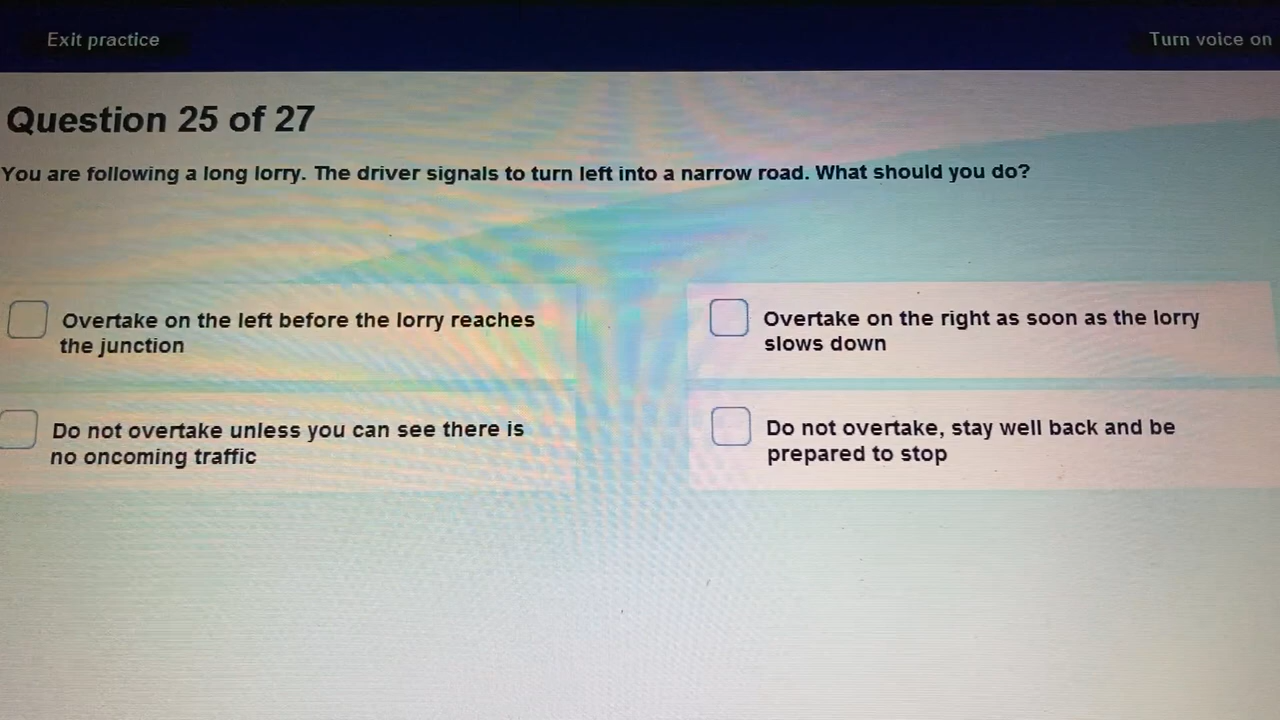 Exit practice
Turn voice on
Question 25 of 27
You are following a long lorry. The driver signals to turn left into a narrow road. What should you do?
Overtake on the left before the lorry reaches
the junction
Overtake on the right as soon as the lorry
slows down
Do not overtake unless you can see there is
no oncoming traffic
Do not overtake, stay well back and be
prepared to stop